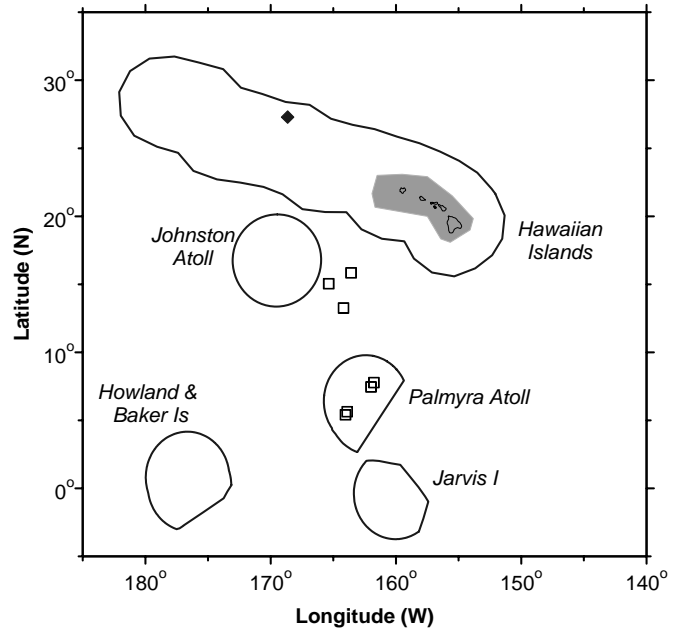 30°
20°
10°
0°
Latitude (N)
Johnston
Atoll
Hawaiian
Islands
Howland &
Baker Is
Palmyra Atoll
Jarvis I
180°
170°
160°
150°
140°
Longitude (W)